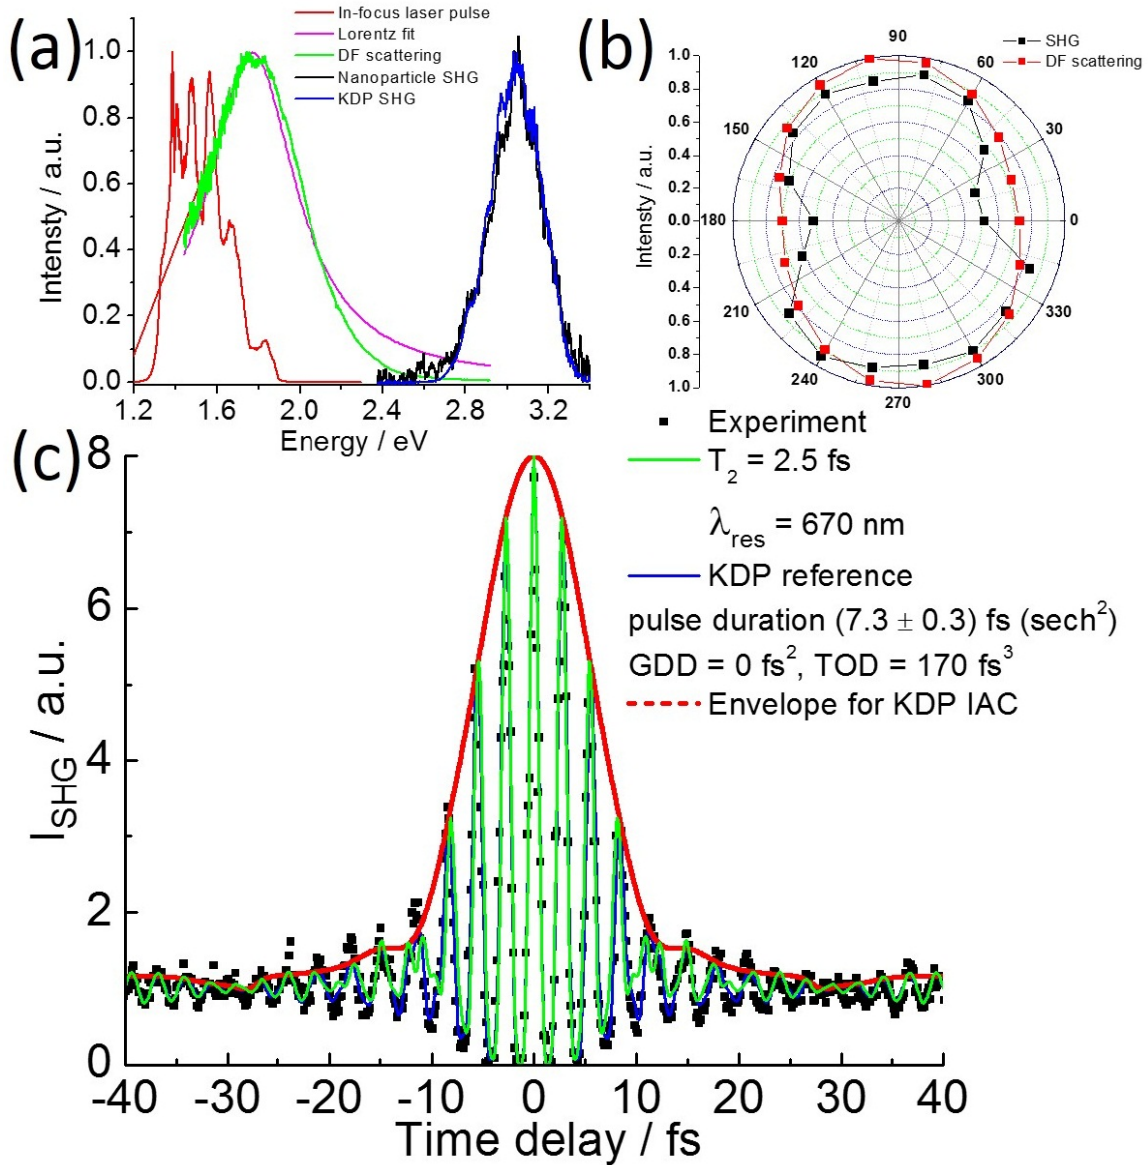 (a)
In-focus laser pulse
Lorentz fit
DF scattering
Nanoparticle SHG
KDP SHG
Intensty / a.u.
1.0
0.8
0.6
0.4
0.2
0.0
1.2 1.6 2.0 2.4 2.8 3.2
Energy / eV
(b)
SHG
DF scattering
Intensty / a.u.
1.0
0.8
0.6
0.4
0.2
0.0
0.2
0.4
0.6
0.8
1.0
90
60
30
0
330
300
270
240
210
180
150
120
(c)
Experiment
T2 = 2.5 fs
λres = 670 nm
KDP reference
pulse duration (7.3 ± 0.3) fs (sech²)
GDD = 0 fs², TOD = 170 fs³
Envelope for KDP IAC
ISHG / a.u.
8
6
4
2
0
-40 -30 -20 -10 0 10 20 30 40
Time delay / fs